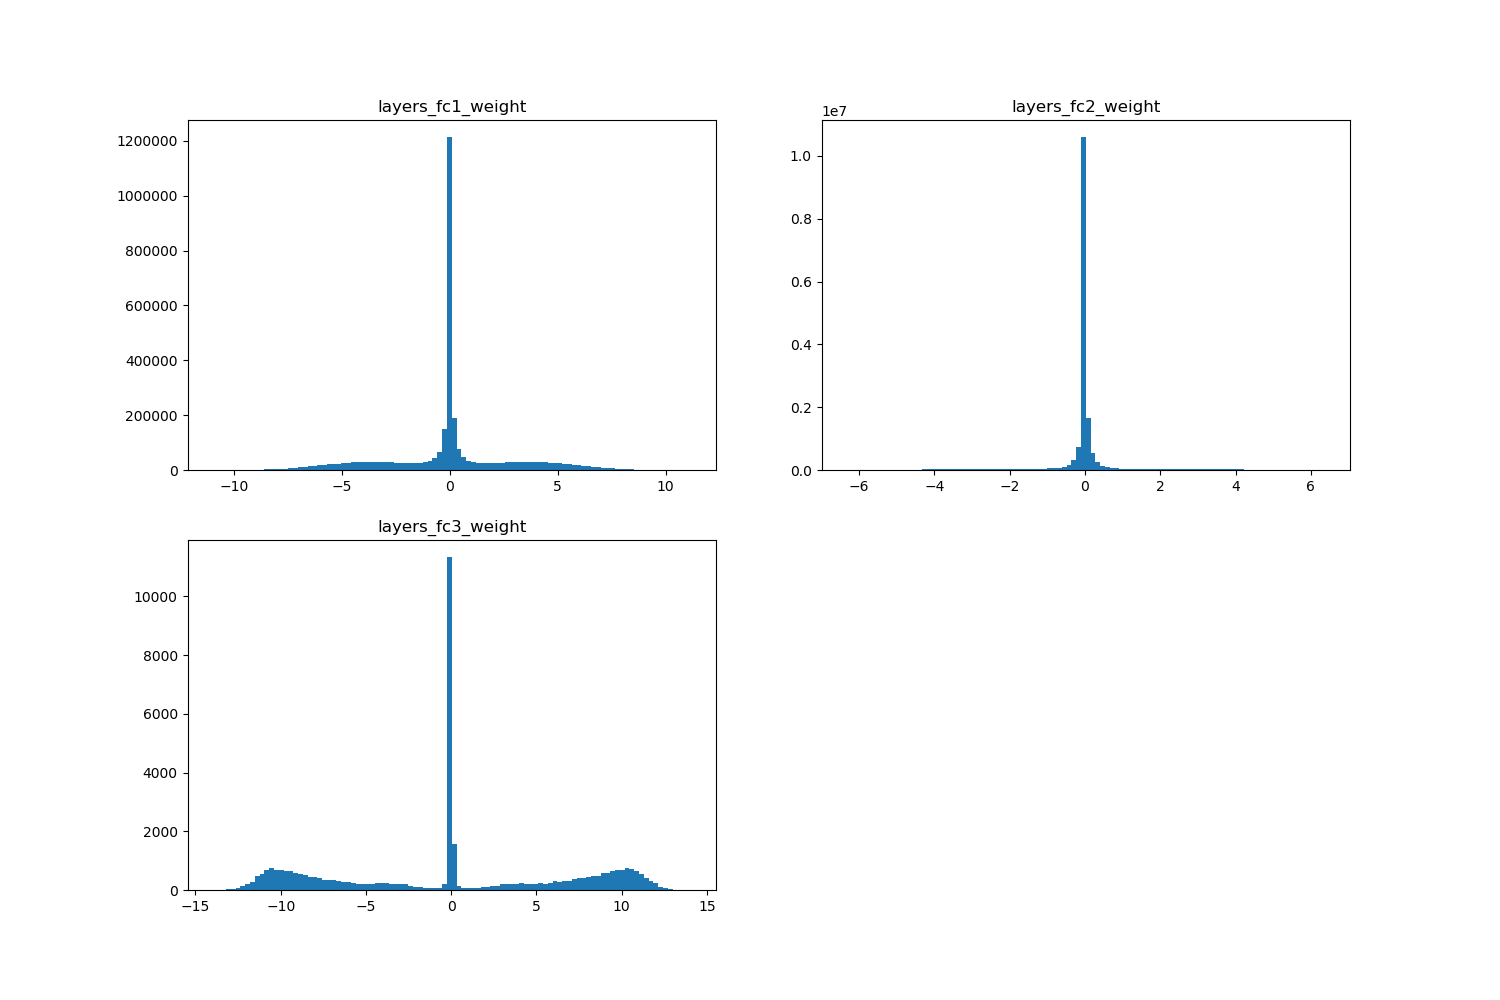 layers_fc1_weight
1200000
1000000
800000
600000
400000
200000
0
−10 −5 0 5 10
layers_fc2_weight
1e7
1.0
0.8
0.6
0.4
0.2
0.0
−6 −4 −2 0 2 4 6
layers_fc3_weight
10000
8000
6000
4000
2000
0
−15 −10 −5 0 5 10 15